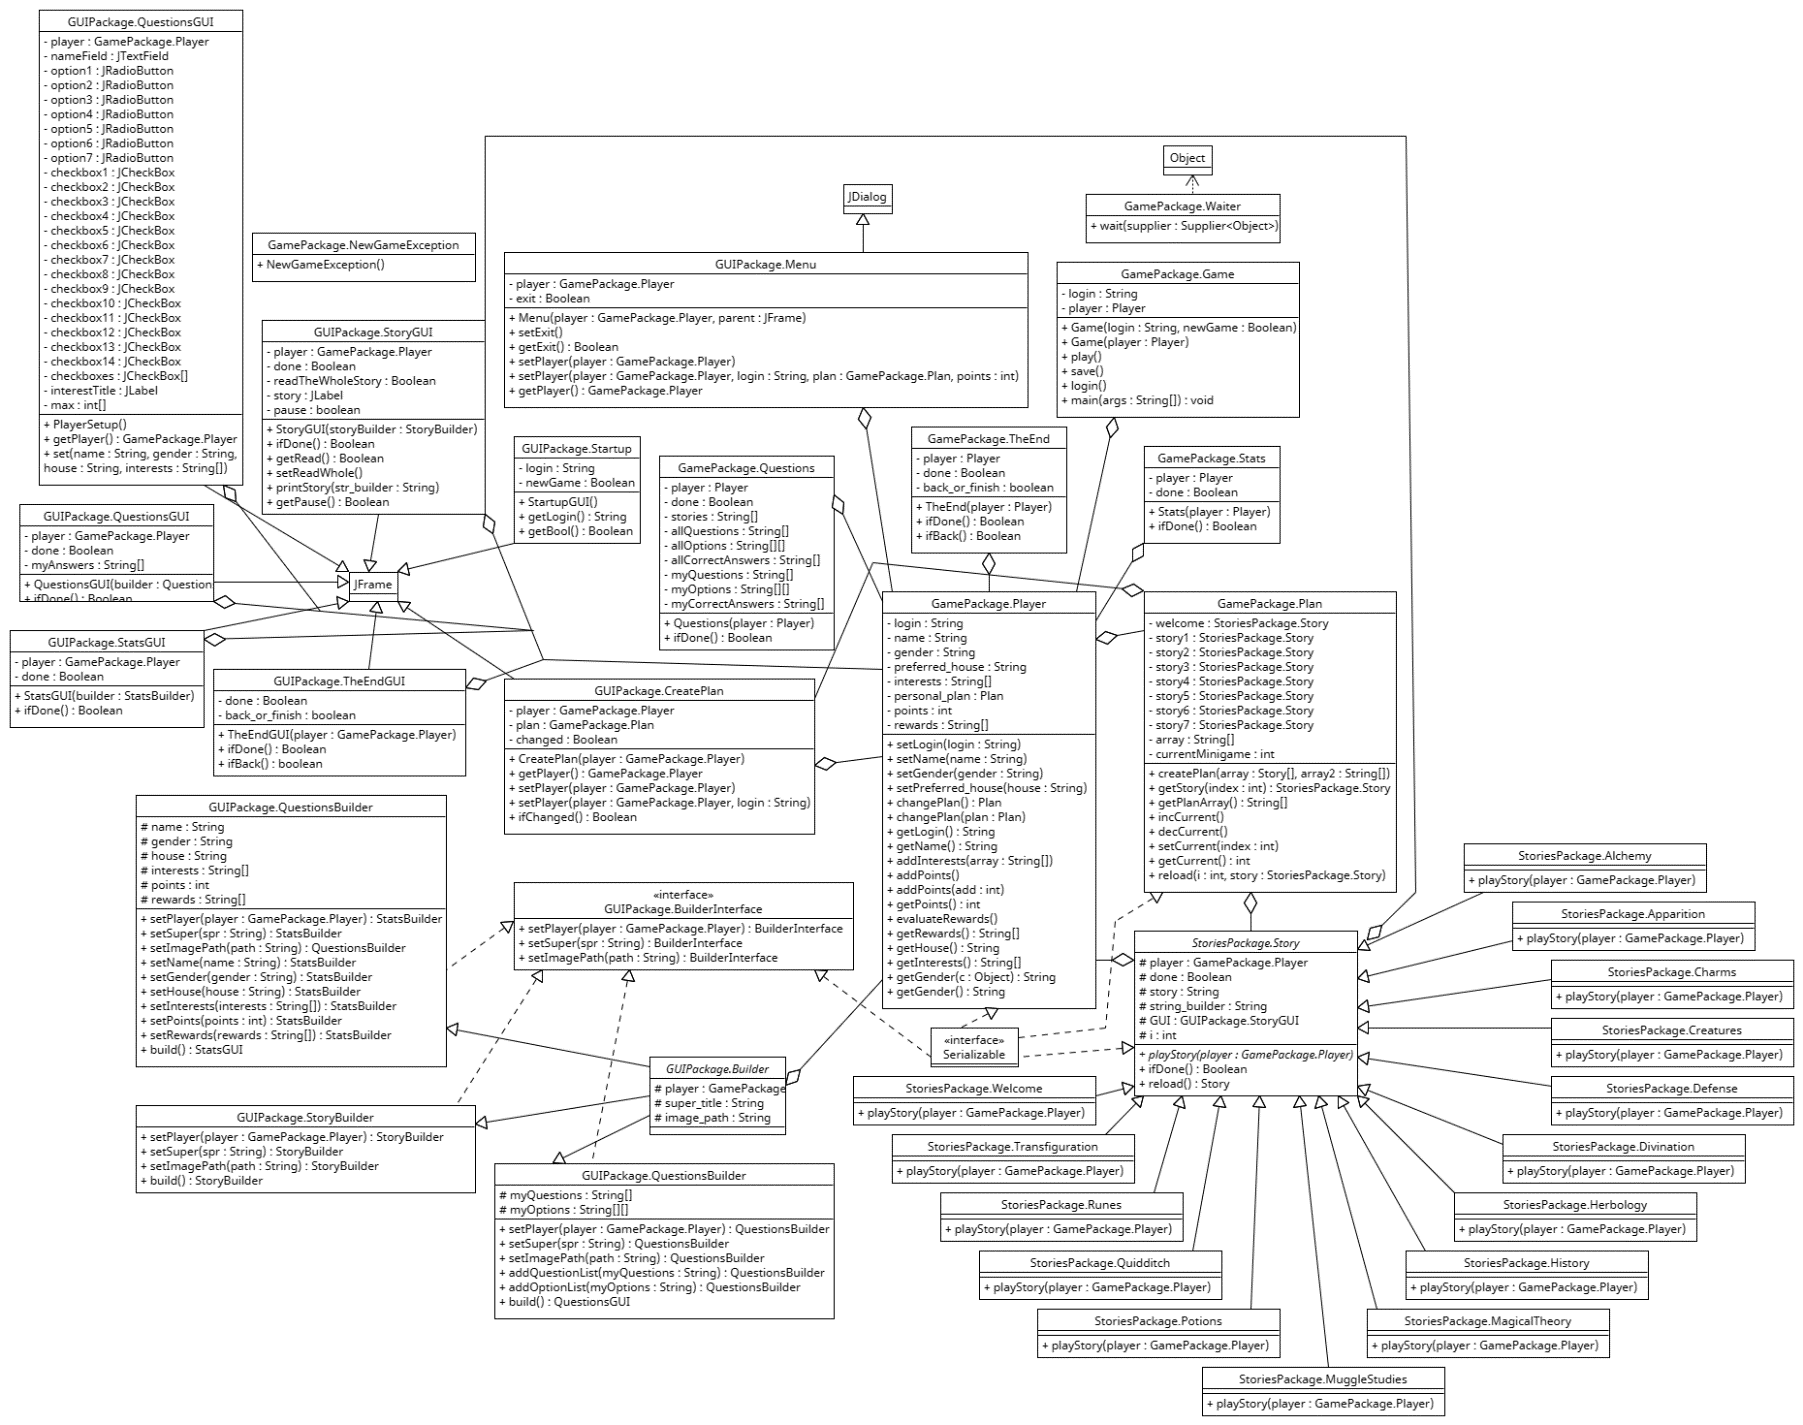 GUIPackage.QuestionsGUI
- player : GamePackage.Player
- nameField : JTextField
- option1 : JRadioButton
- option2 : JRadioButton
- option3 : JRadioButton
- option4 : JRadioButton
- option5 : JRadioButton
- option6 : JRadioButton
- option7 : JRadioButton
- checkbox1 : JCheckBox
- checkbox2 : JCheckBox
- checkbox3 : JCheckBox
- checkbox4 : JCheckBox
- checkbox5 : JCheckBox
- checkbox6 : JCheckBox
- checkbox7 : JCheckBox
- checkbox8 : JCheckBox
- checkbox9 : JCheckBox
- checkbox10 : JCheckBox
- checkbox11 : JCheckBox
- checkbox12 : JCheckBox
- checkbox13 : JCheckBox
- checkbox14 : JCheckBox
- checkboxes : JCheckBox[]
- interestTitle : JLabel
- max : int[]
+ PlayerSetup()
+ getPlayer() : GamePackage.Player
+ set(name : String, gender : String,
house : String, interests : String[])
GamePackage.NewGameException
+ NewGameException()
GUIPackage.StoryGUI
- player : GamePackage.Player
- done : Boolean
- readTheWholeStory : Boolean
- story : JLabel
- pause : boolean
+ StoryGUI(storyBuilder : StoryBuilder)
+ ifDone() : Boolean
+ getRead() : Boolean
+ setReadWhole()
+ printStory(str_builder : String)
+ getPause() : Boolean
JDialog
GUIPackage.Menu
- player : GamePackage.Player
- exit : Boolean
+ Menu(player : GamePackage.Player, parent : JFrame)
+ setExit()
+ getExit() : Boolean
+ setPlayer(player : GamePackage.Player)
+ setPlayer(player : GamePackage.Player, login : String, plan : GamePackage.Plan, points : int)
+ getPlayer() : GamePackage.Player
Object
GamePackage.Waiter
+ wait(supplier : Supplier<Object>)
GamePackage.Game
- login : String
- player : Player
+ Game(login : String, newGame : Boolean)
+ Game(player : Player)
+ play()
+ save()
+ login()
+ main(args : String[]) : void
GUIPackage.Startup
- login : String
- newGame : Boolean
+ StartupGUI()
+ getLogin() : String
+ getBool() : Boolean
GamePackage.Questions
- player : Player
- done : Boolean
- stories : String[]
- allQuestions : String[]
- allOptions : String[][]
- allCorrectAnswers : String[]
- myQuestions : String[]
- myOptions : String[][]
- myCorrectAnswers : String[]
+ Questions(player : Player)
+ ifDone() : Boolean
GamePackage.TheEnd
- player : Player
- done : Boolean
- back_or_finish : boolean
+ TheEnd(player : Player)
+ ifDone() : Boolean
+ ifBack() : Boolean
GamePackage.Stats
- player : Player
- done : Boolean
+ Stats(player : Player)
+ ifDone() : Boolean
GUIPackage.QuestionsGUI
- player : GamePackage.Player
- done : Boolean
- myAnswers : String[]
+ QuestionsGUI(builder : Question
+ ifDone() : Boolean
JFrame
GUIPackage.StatsGUI
- player : GamePackage.Player
- done : Boolean
+ StatsGUI(builder : StatsBuilder)
+ ifDone() : Boolean
GUIPackage.TheEndGUI
- done : Boolean
- back_or_finish : boolean
+ TheEndGUI(player : GamePackage.Player)
+ ifDone() : Boolean
+ ifBack() : boolean
GUIPackage.CreatePlan
- player : GamePackage.Player
- plan : GamePackage.Plan
- changed : Boolean
+ CreatePlan(player : GamePackage.Player)
+ getPlayer() : GamePackage.Player
+ setPlayer(player : GamePackage.Player)
+ setPlayer(player : GamePackage.Player, login : String)
+ ifChanged() : Boolean
GamePackage.Player
- login : String
- name : String
- gender : String
- preferred_house : String
- interests : String[]
- personal_plan : Plan
- points : int
- rewards : String[]
+ setLogin(login : String)
+ setName(name : String)
+ setGender(gender : String)
+ setPreferred_house(house : String)
+ changePlan() : Plan
+ changePlan(plan : Plan)
+ getLogin() : String
+ getName() : String
+ addInterests(array : String[])
+ addPoints()
+ addPoints(add : int)
+ getPoints() : int
+ evaluateRewards()
+ getRewards() : String[]
+ getHouse() : String
+ getInterests() : String[]
+ getGender(c : Object) : String
+ getGender() : String
GamePackage.Plan
- welcome : StoriesPackage.Story
- story1 : StoriesPackage.Story
- story2 : StoriesPackage.Story
- story3 : StoriesPackage.Story
- story4 : StoriesPackage.Story
- story5 : StoriesPackage.Story
- story6 : StoriesPackage.Story
- story7 : StoriesPackage.Story
- array : String[]
- currentMinigame : int
+ createPlan(array : Story[], array2 : String[])
+ getStory(index : int) : StoriesPackage.Story
+ getPlanArray() : String[]
+ incCurrent()
+ decCurrent()
+ setCurrent(index : int)
+ getCurrent() : int
+ reload(i : int, story : StoriesPackage.Story)
GUIPackage.QuestionsBuilder
# name : String
# gender : String
# house : String
# interests : String[]
# points : int
# rewards : String[]
+ setPlayer(player : GamePackage.Player) : StatsBuilder
+ setSuper(spr : String) : StatsBuilder
+ setImagePath(path : String) : QuestionsBuilder
+ setName(name : String) : StatsBuilder
+ setGender(gender : String) : StatsBuilder
+ setHouse(house : String) : StatsBuilder
+ setInterests(interests : String[]) : StatsBuilder
+ setPoints(points : int) : StatsBuilder
+ setRewards(rewards : String[]) : StatsBuilder
+ build() : StatsGUI
«interface»
GUIPackage.BuilderInterface
+ setPlayer(player : GamePackage.Player) : BuilderInterface
+ setSuper(spr : String) : BuilderInterface
+ setImagePath(path : String) : BuilderInterface
StoriesPackage.Story
# player : GamePackage.Player
# done : Boolean
# story : String
# string_builder : String
# GUI : GUIPackage.StoryGUI
# i : int
+ playStory(player : GamePackage.Player)
+ ifDone() : Boolean
+ reload() : Story
«interface»
Serializable
GUIPackage.Builder
# player : GamePackage
# super_title : String
# image_path : String
GUIPackage.StoryBuilder
+ setPlayer(player : GamePackage.Player) : StoryBuilder
+ setSuper(spr : String) : StoryBuilder
+ setImagePath(path : String) : StoryBuilder
+ build() : StoryBuilder
GUIPackage.QuestionsBuilder
# myQuestions : String[]
# myOptions : String[][]
+ setPlayer(player : GamePackage.Player) : QuestionsBuilder
+ setSuper(spr : String) : QuestionsBuilder
+ setImagePath(path : String) : QuestionsBuilder
+ addQuestionList(myQuestions : String) : QuestionsBuilder
+ addOptionList(myOptions : String) : QuestionsBuilder
+ build() : QuestionsGUI
StoriesPackage.Alchemy
+ playStory(player : GamePackage.Player)
StoriesPackage.Apparition
+ playStory(player : GamePackage.Player)
StoriesPackage.Charms
+ playStory(player : GamePackage.Player)
StoriesPackage.Creatures
+ playStory(player : GamePackage.Player)
StoriesPackage.Defense
+ playStory(player : GamePackage.Player)
StoriesPackage.Divination
+ playStory(player : GamePackage.Player)
StoriesPackage.Herbology
+ playStory(player : GamePackage.Player)
StoriesPackage.History
+ playStory(player : GamePackage.Player)
StoriesPackage.MagicalTheory
+ playStory(player : GamePackage.Player)
StoriesPackage.MuggleStudies
+ playStory(player : GamePackage.Player)
StoriesPackage.Potions
+ playStory(player : GamePackage.Player)
StoriesPackage.Quidditch
+ playStory(player : GamePackage.Player)
StoriesPackage.Runes
+ playStory(player : GamePackage.Player)
StoriesPackage.Transfiguration
+ playStory(player : GamePackage.Player)
StoriesPackage.Welcome
+ playStory(player : GamePackage.Player)